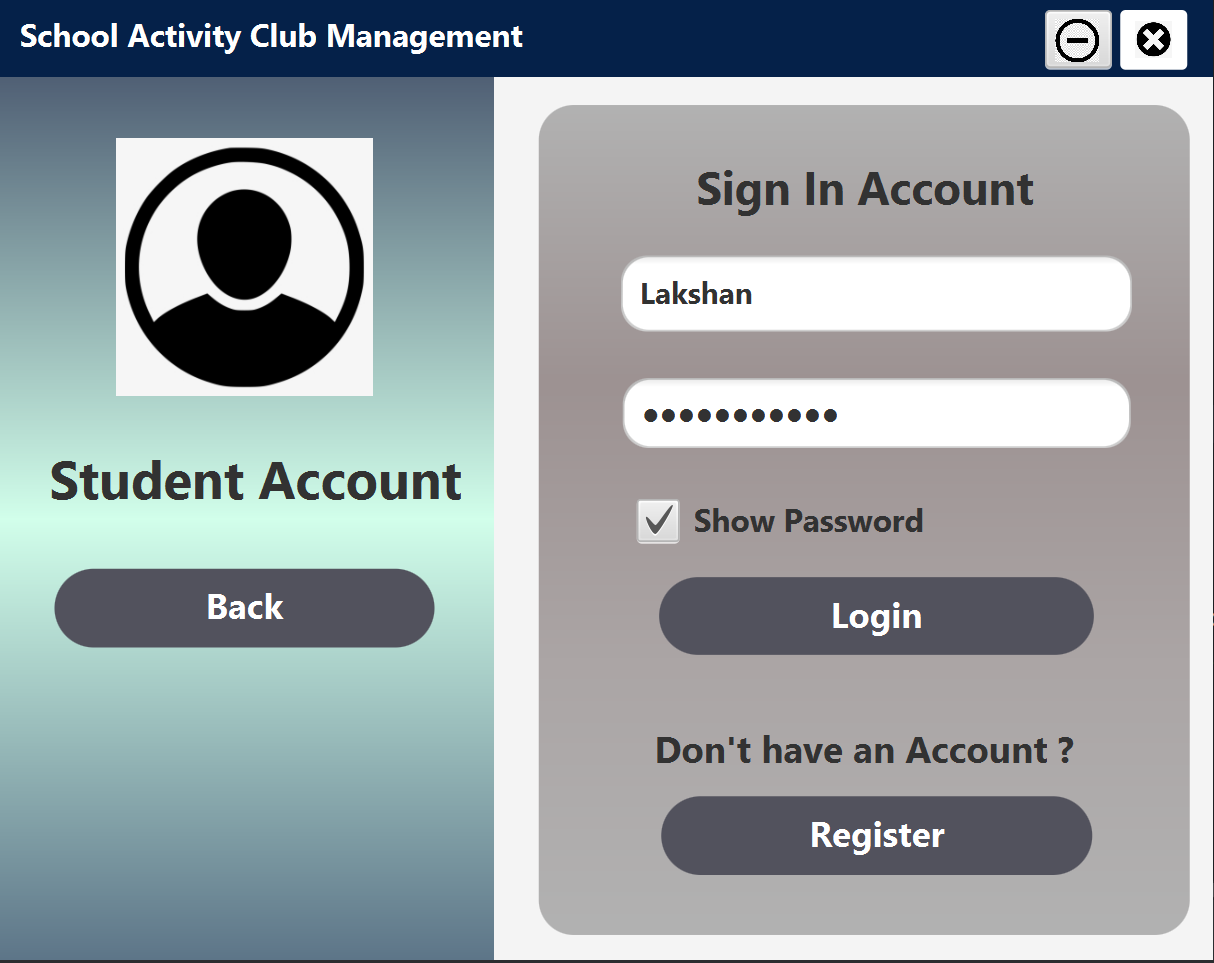 School Activity Club Management
Student Account
Back
Sign In Account
Lakshan
●●●●●●●●●●●
Show Password
Login
Don't have an Account ?
Register